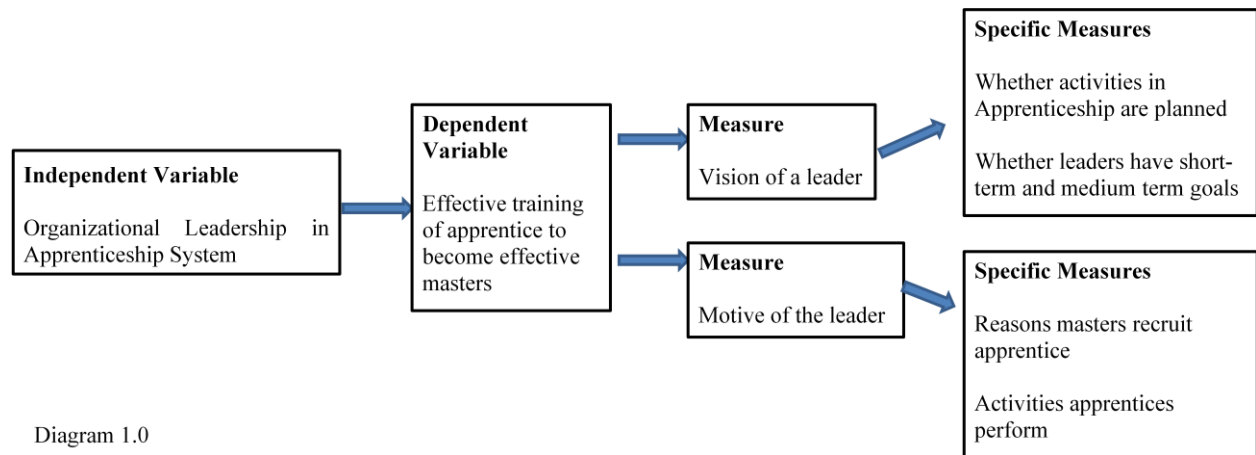 Independent Variable
Organizational Leadership in
Apprenticeship System
Dependent
Variable
Effective training
of apprentice to
become effective
masters
Measure
Vision of a leader
Specific Measures
Whether activities in
Apprenticeship are planned
Whether leaders have short-
term and medium term goals
Measure
Motive of the leader
Specific Measures
Reasons masters recruit
apprentice
Activities apprentices
perform
Diagram 1.0